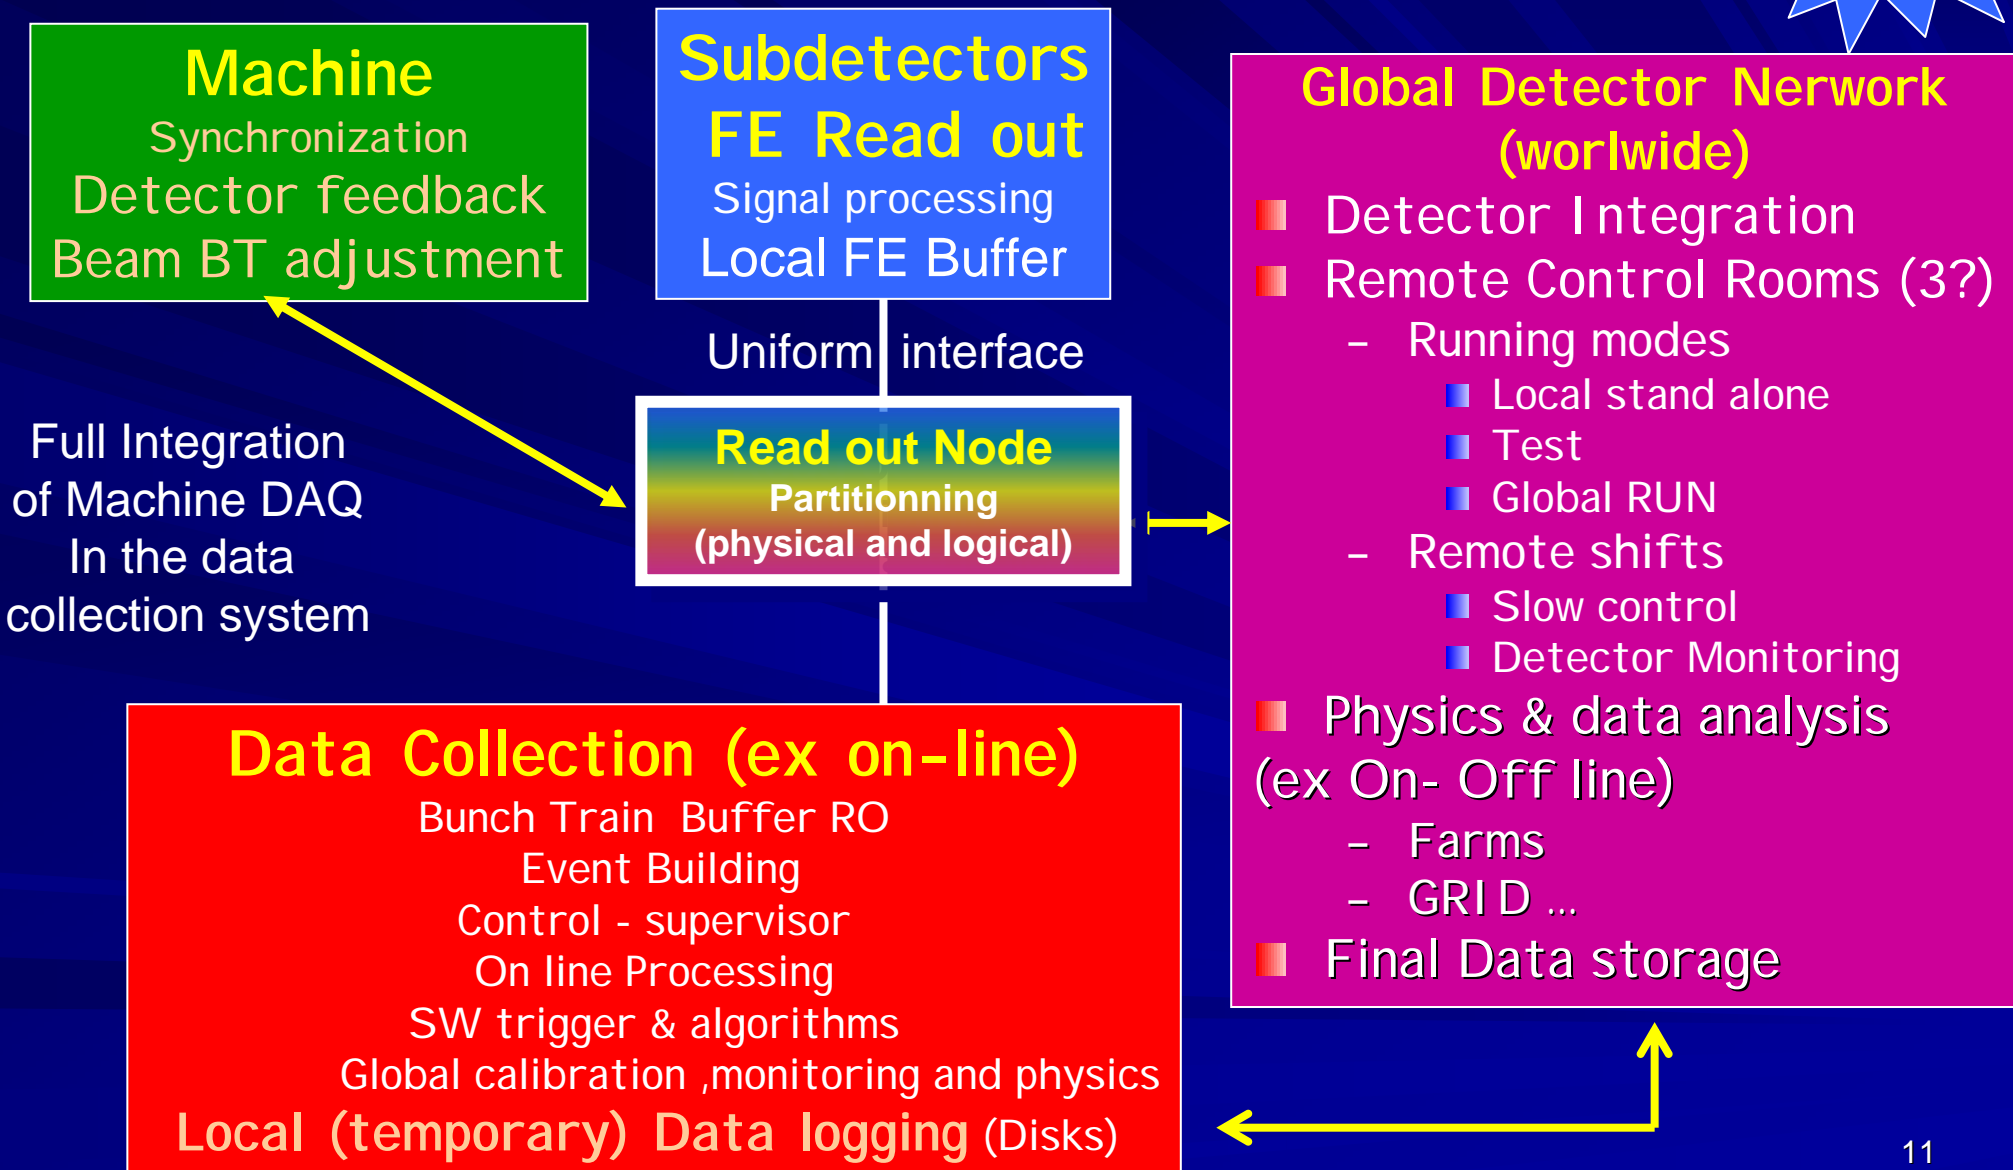 Machine
Synchronization
Detector feedback
Beam BT adjustment
Subdetectors
FE Read out
Signal processing
Local FE Buffer
Uniform interface
Full Integration
of Machine DAQ
In the data
collection system
Read out Node
Partitionning
(physical and logical)
Data Collection (ex on-line)
Bunch Train Buffer RO
Event Building
Control - supervisor
On line Processing
SW trigger & algorithms
Global calibration ,monitoring and physics
Local (temporary) Data logging (Disks)
Global Detector Nerwork
(worlwide)
Detector Integration
Remote Control Rooms (3?)
– Running modes
Local stand alone
Test
Global RUN
– Remote shifts
Slow control
Detector Monitoring
Physics & data analysis
(ex On- Off line)
– Farms
– GRID ...
Final Data storage
11